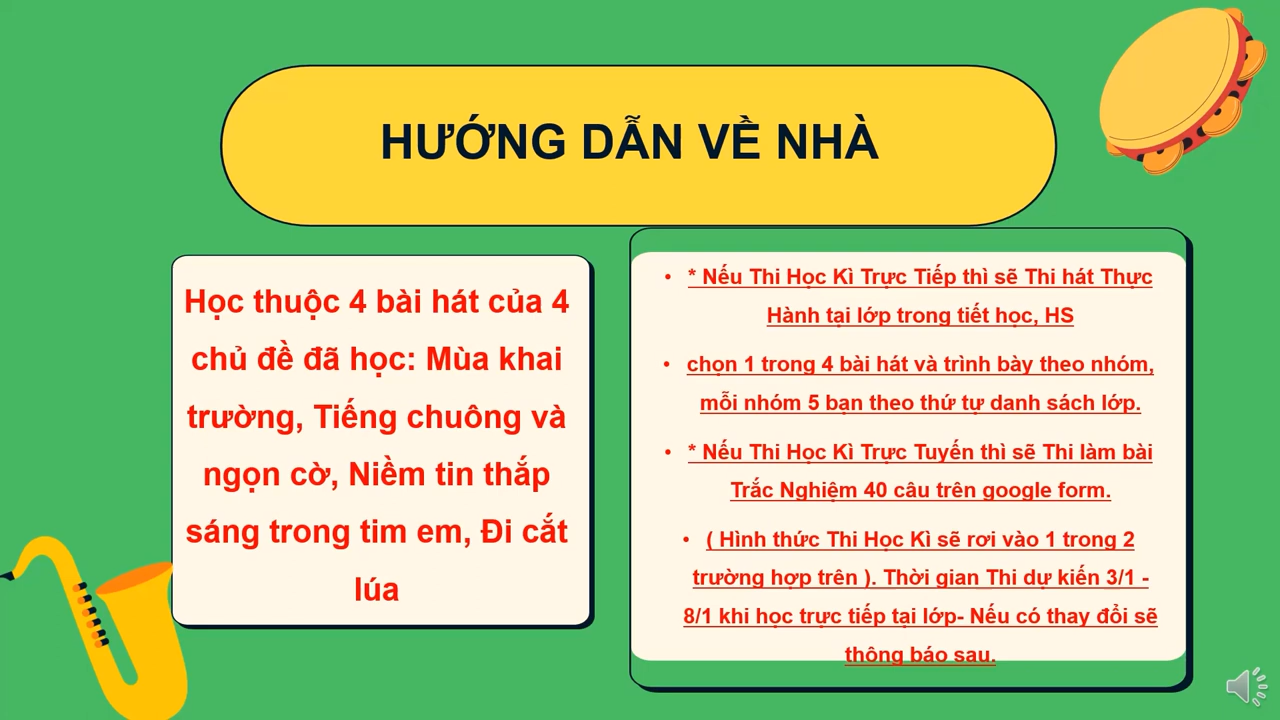 HƯỚNG DẪN VỀ NHÀ
Học thuộc 4 bài hát của 4
chủ đề đã học: Mùa khai
trường, Tiếng chuông và
ngọn cờ, Niềm tin thắp
sáng trong tim em, Đi cắt
lúa
• * Nếu Thi Học Kì Trực Tiếp thì sẽ Thi hát Thực
Hành tại lớp trong tiết học, HS
• chọn 1 trong 4 bài hát và trình bày theo nhóm,
mỗi nhóm 5 bạn theo thứ tự danh sách lớp.
• * Nếu Thi Học Kì Trực Tuyến thì sẽ Thi làm bài
Trắc Nghiệm 40 câu trên google form.
• ( Hình thức Thi Học Kì sẽ rơi vào 1 trong 2
trường hợp trên ). Thời gian Thi dự kiến 3/1 -
8/1 khi học trực tiếp tại lớp- Nếu có thay đổi sẽ
thông báo sau.